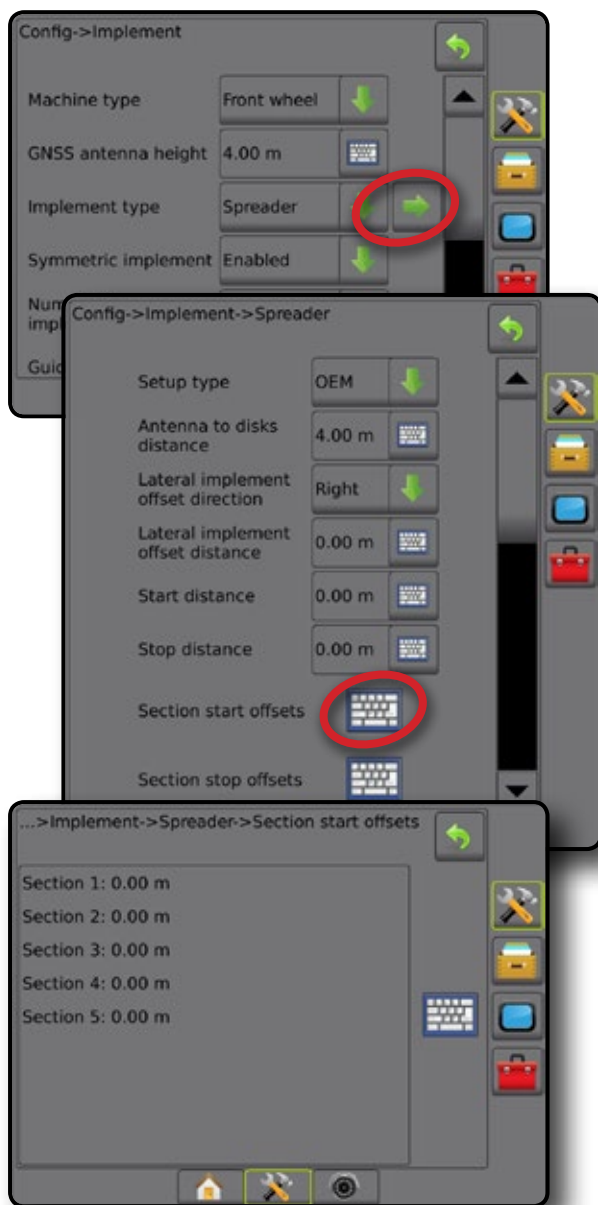 Config->Implement
Machine type Front wheel
GNSS antenna height 4.00 m
Implement type Spreader
Symmetric implement Enabled
Num
imp
Guid
Config->Implement->Spreader
Setup type OEM
Antenna to disks
distance 4.00 m
Lateral implement
offset direction Right
Lateral implement
offset distance 0.00 m
Start distance 0.00 m
Stop distance 0.00 m
Section start offsets
Section stop offsets
...>Implement->Spreader->Section start offsets
Section 1: 0.00 m
Section 2: 0.00 m
Section 3: 0.00 m
Section 4: 0.00 m
Section 5: 0.00 m